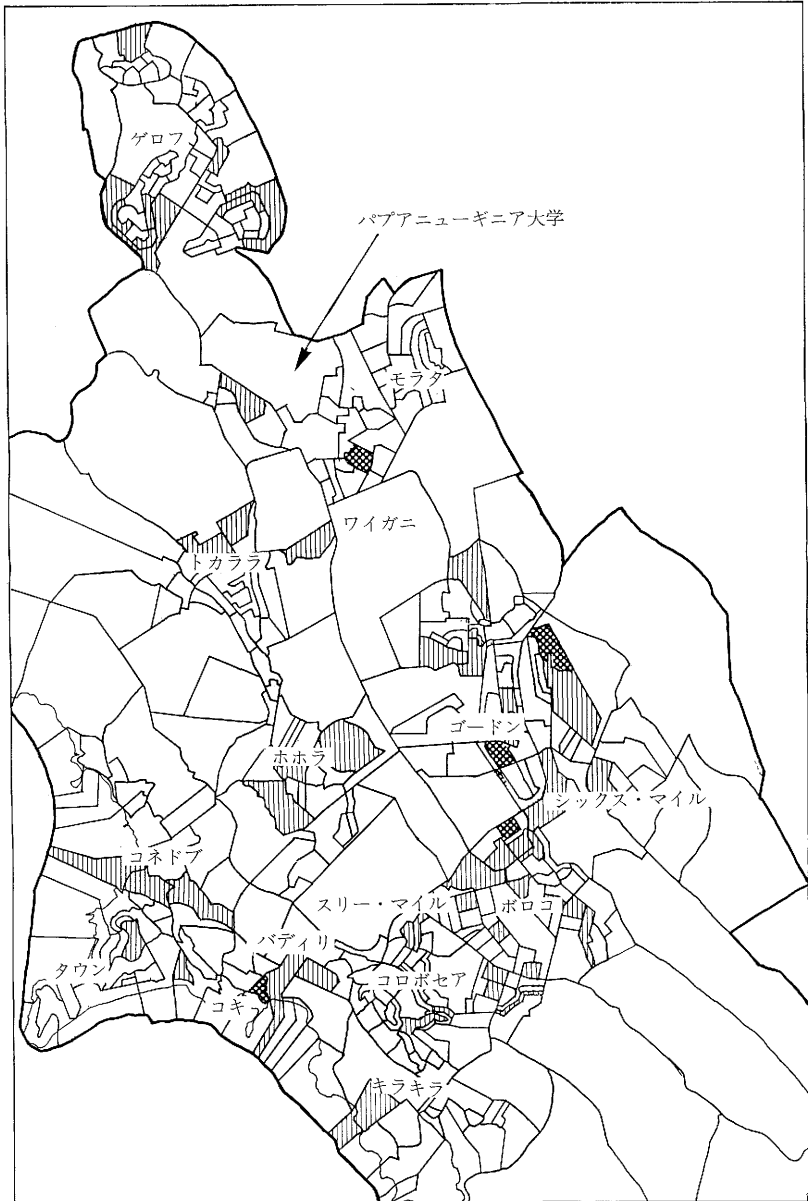 ゲロフ
パプアニューギニア大学
モラタ
ワイガニ
トカララ
ゴードン
ホホラ
シックス・マイル
コネドブ
スリー・マイル
ボロコ
バディリ
タウン
コロボセア
コキ
キラキラ